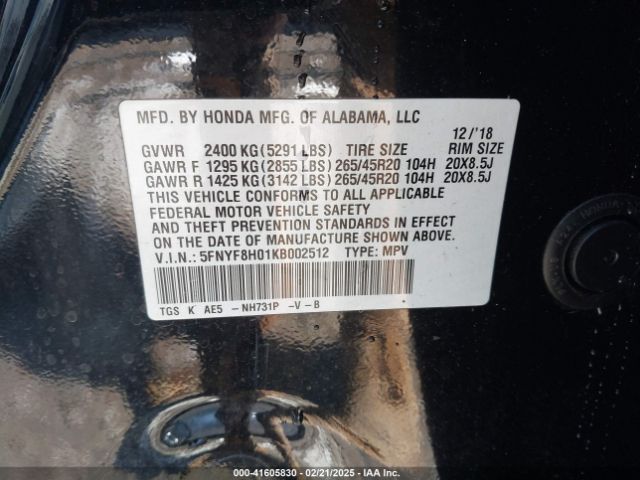 MFD. BY HONDA MFG. OF ALABAMA, LLC
12/'18
GVWR 2400 KG(5291 LBS) TIRE SIZE RIM SIZE
GAWR F 1295 KG(2855 LBS)265/45R20 104H 20X8.5J
GAWR R 1425 KG(3142 LBS)265/45R20 104H 20X8.5J
THIS VEHICLE CONFORMS TO ALL APPLICABLE
FEDERAL MOTOR VEHICLE SAFETY
AND THEFT PREVENTION STANDARDS IN EFFECT
ON THE DATE OF MANUFACTURE SHOWN ABOVE.
V.I.N.: 5FNYF8H01KB002512 TYPE: MPV
TGS K AE5 -NH731P -V-B
000-41605830 - 02/21/2025 - IAA Inc.